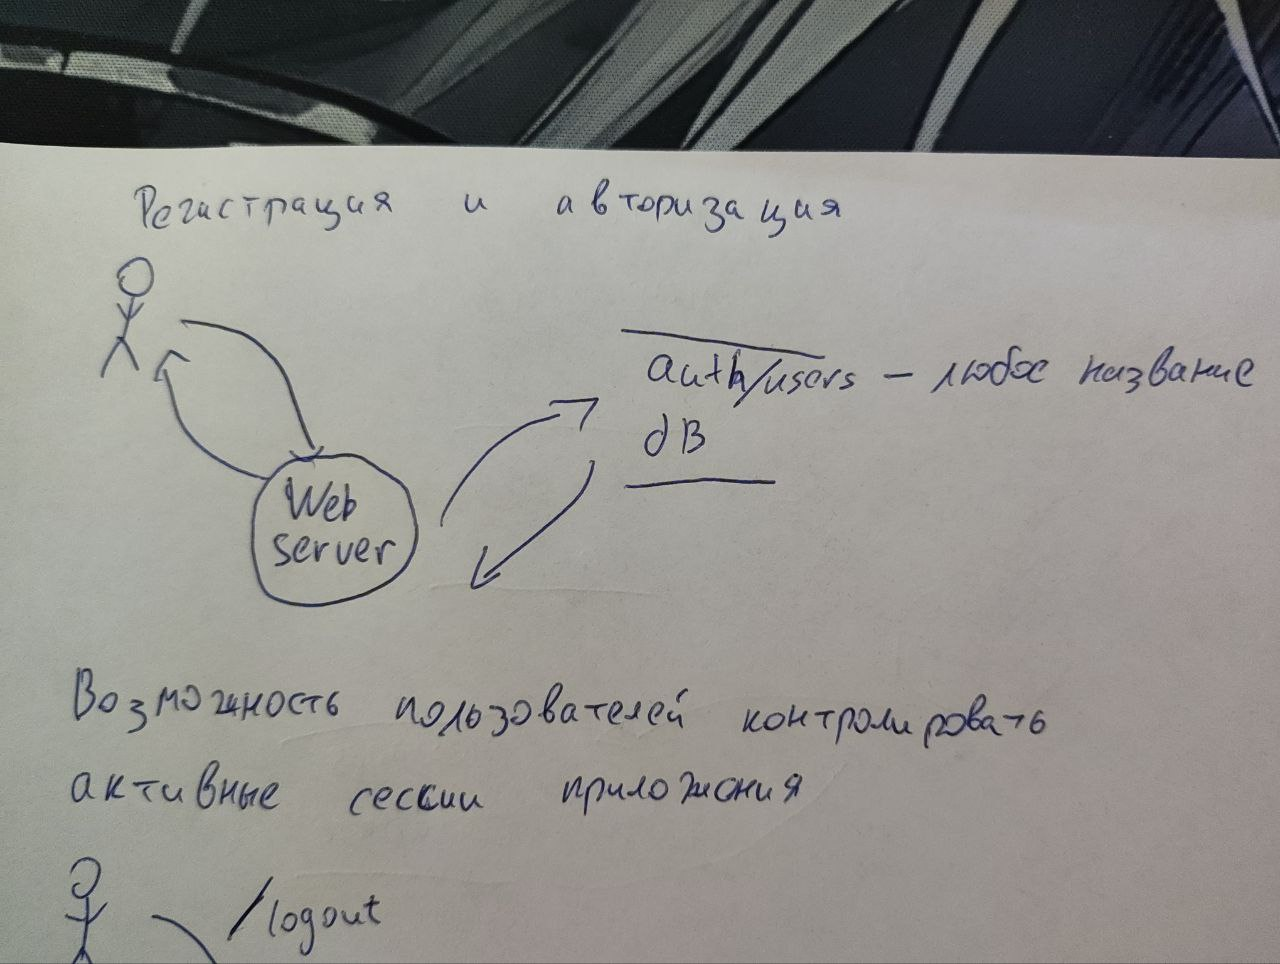 Регистрация и авторизация
auth/users – любое название
dB
Web
server
Возможность пользователей контролировать
активные сессии приложения
/logout